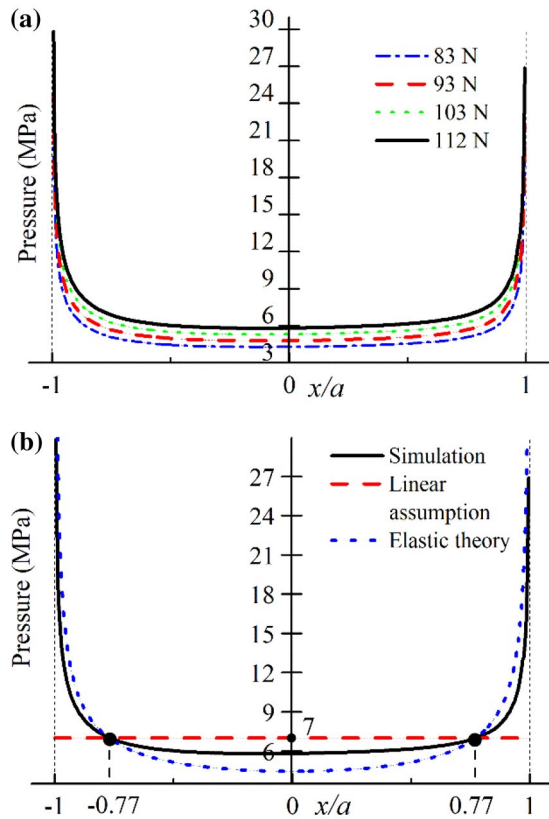 (a)
30
27
24
21
18
15
12
9
6
3
Pressure (MPa)
83 N
93 N
103 N
112 N
-1
0
x/a
1
(b)
27
24
21
18
15
12
9
7
6
Pressure (MPa)
Simulation
Linear
assumption
Elastic theory
-1
-0.77
0
x/a
0.77
1